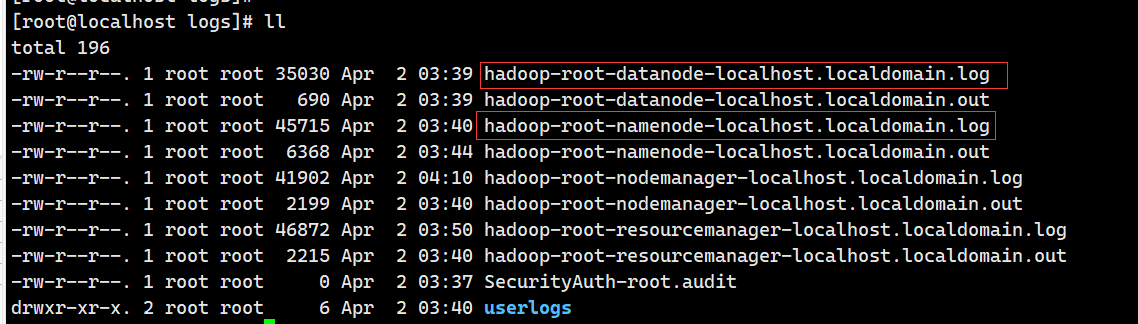 [root@localhost logs]# ll
total 196
-rw-r--r--. 1 root root 35030 Apr  2 03:39 hadoop-root-datanode-localhost.localdomain.log
-rw-r--r--. 1 root root   690 Apr  2 03:39 hadoop-root-datanode-localhost.localdomain.out
-rw-r--r--. 1 root root 45715 Apr  2 03:40 hadoop-root-namenode-localhost.localdomain.log
-rw-r--r--. 1 root root  6368 Apr  2 03:44 hadoop-root-namenode-localhost.localdomain.out
-rw-r--r--. 1 root root 41902 Apr  2 04:10 hadoop-root-nodemanager-localhost.localdomain.log
-rw-r--r--. 1 root root  2199 Apr  2 03:40 hadoop-root-nodemanager-localhost.localdomain.out
-rw-r--r--. 1 root root 46872 Apr  2 03:50 hadoop-root-resourcemanager-localhost.localdomain.log
-rw-r--r--. 1 root root  2215 Apr  2 03:40 hadoop-root-resourcemanager-localhost.localdomain.out
-rw-r--r--. 1 root root     0 Apr  2 03:37 SecurityAuth-root.audit
drwxr-xr-x. 2 root root     6 Apr  2 03:40 userlogs